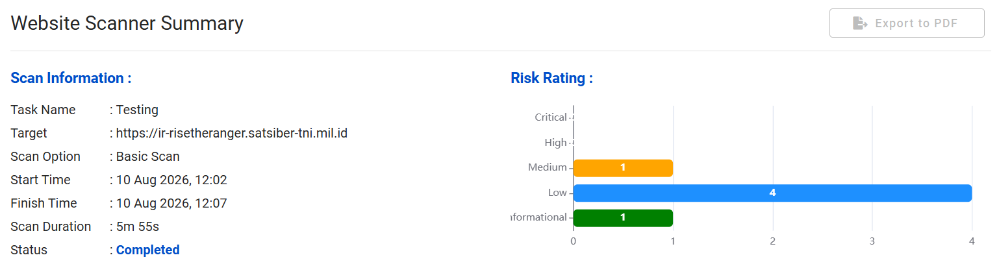 Website Scanner Summary
Export to PDF
Scan Information :
Task Name : Testing
Target : https://ir-risetheranger.satsiber-tni.mil.id
Scan Option : Basic Scan
Start Time : 10 Aug 2026, 12:02
Finish Time : 10 Aug 2026, 12:07
Scan Duration : 5m 55s
Status : Completed
Risk Rating :
Critical
High
Medium 1
Low 4
nformational 1
0 1 2 3 4